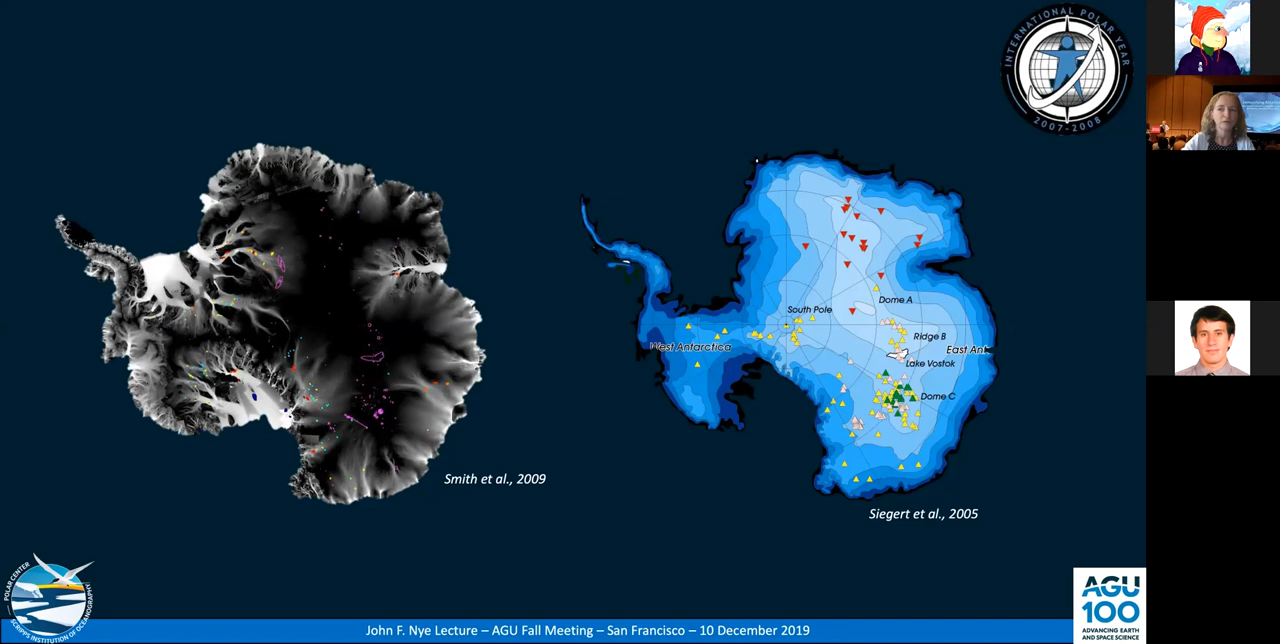 INTERNATIONAL POLAR YEAR
2007-2008
South Pole
Dome A
Ridge B
West Antarctica
East Ant
Lake Vostok
Dome C
Smith et al., 2009
Siegert et al., 2005
POLAR CENTER
SCRIPPS INSTITUTION OF OCEANOGRAPHY
AGU
100
ADVANCING EARTH
AND SPACE SCIENCE
John F. Nye Lecture – AGU Fall Meeting – San Francisco – 10 December 2019